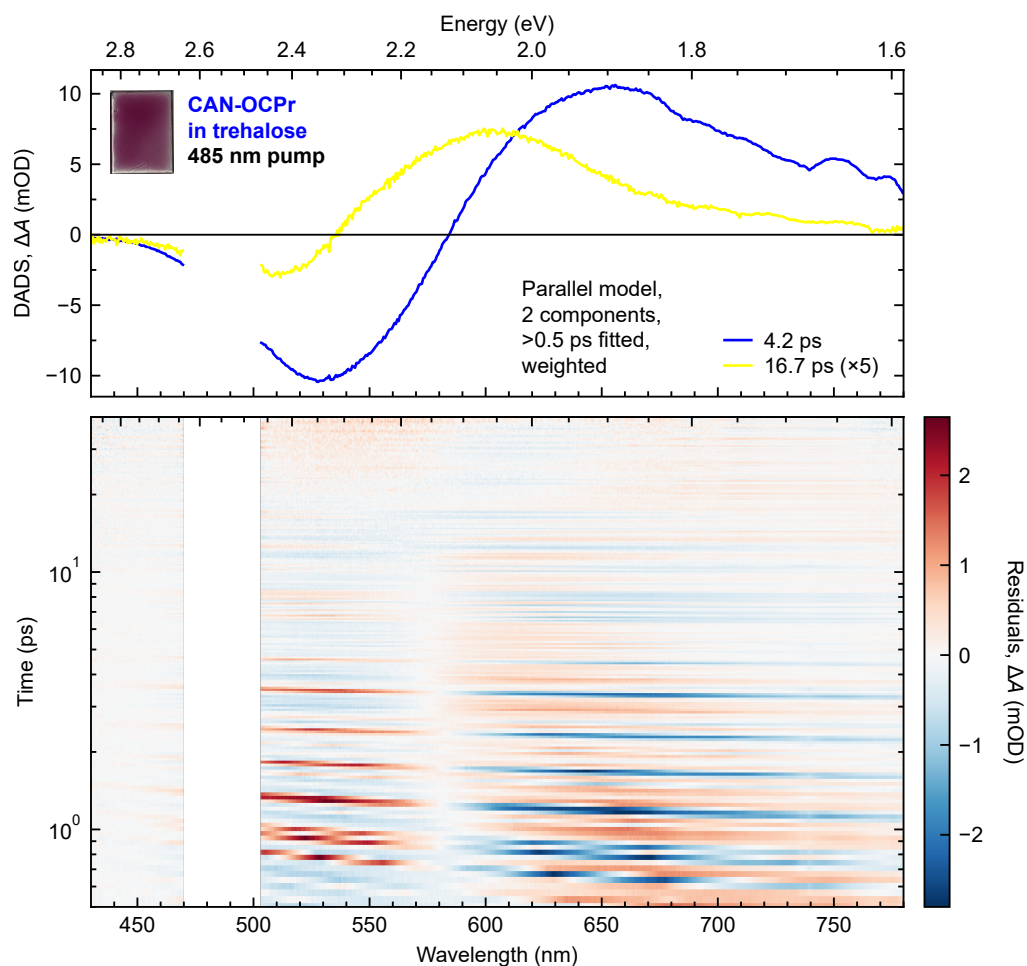 Energy (eV)
2.8 2.6 2.4 2.2 2.0 1.8 1.6
CAN-OCPr
in trehalose
485 nm pump
DADS, ΔA (mOD)
10
5
0
−5
−10
Parallel model,
2 components,
>0.5 ps fitted,
weighted
4.2 ps
16.7 ps (×5)
Time (ps)
10¹
10⁰
450 500 550 600 650 700 750
Wavelength (nm)
2
1
0
−1
−2
Residuals, ΔA (mOD)